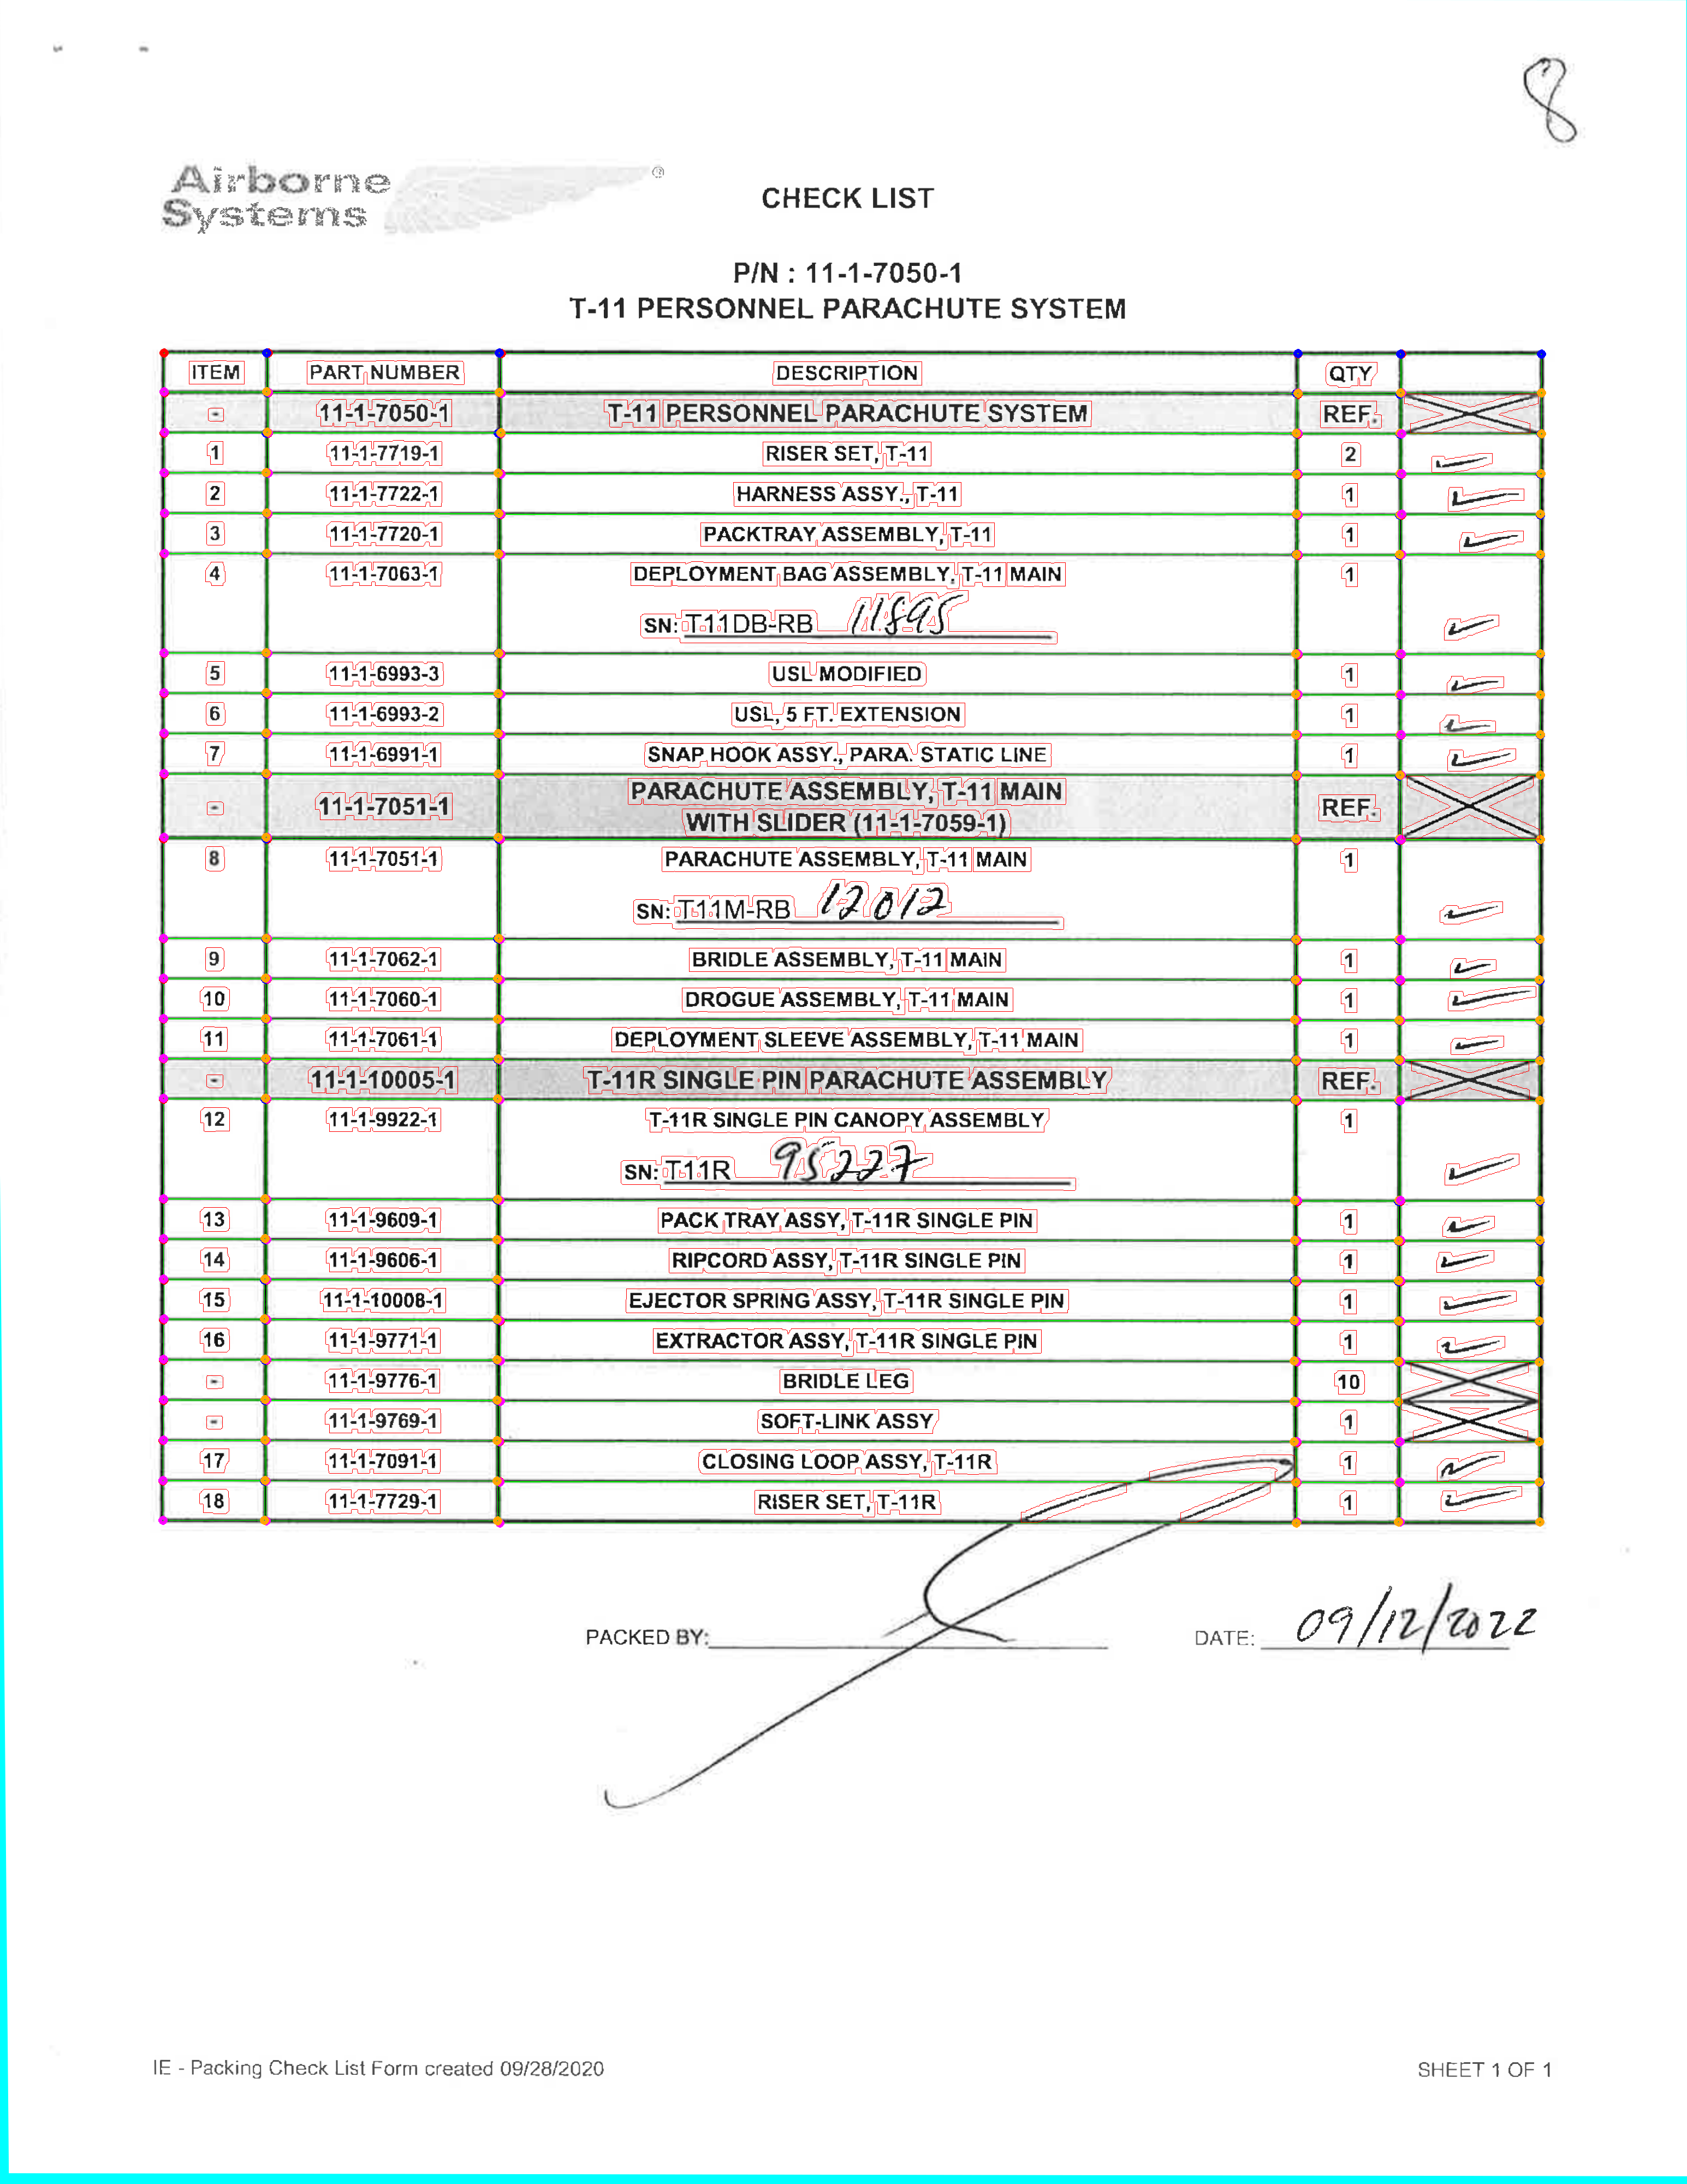 8
Airborne
Systems
CHECK LIST
P/N : 11-1-7050-1
T-11 PERSONNEL PARACHUTE SYSTEM
ITEM PART NUMBER DESCRIPTION QTY
- 11-1-7050-1 T-11 PERSONNEL PARACHUTE SYSTEM REF.
1 11-1-7719-1 RISER SET, T-11 2
2 11-1-7722-1 HARNESS ASSY., T-11 1
3 11-1-7720-1 PACKTRAY ASSEMBLY, T-11 1
4 11-1-7063-1 DEPLOYMENT BAG ASSEMBLY, T-11 MAIN 1
SN: T11DB-RB 11895
5 11-1-6993-3 USL MODIFIED 1
6 11-1-6993-2 USL, 5 FT. EXTENSION 1
7 11-1-6991-1 SNAP HOOK ASSY., PARA. STATIC LINE 1
- 11-1-7051-1 PARACHUTE ASSEMBLY, T-11 MAIN
WITH SLIDER (11-1-7059-1) REF.
8 11-1-7051-1 PARACHUTE ASSEMBLY, T-11 MAIN 1
SN: T11M-RB 12012
9 11-1-7062-1 BRIDLE ASSEMBLY, T-11 MAIN 1
10 11-1-7060-1 DROGUE ASSEMBLY, T-11 MAIN 1
11 11-1-7061-1 DEPLOYMENT SLEEVE ASSEMBLY, T-11 MAIN 1
- 11-1-10005-1 T-11R SINGLE PIN PARACHUTE ASSEMBLY REF.
12 11-1-9922-1 T-11R SINGLE PIN CANOPY ASSEMBLY 1
SN: T11R 95227
13 11-1-9609-1 PACK TRAY ASSY, T-11R SINGLE PIN 1
14 11-1-9606-1 RIPCORD ASSY, T-11R SINGLE PIN 1
15 11-1-10008-1 EJECTOR SPRING ASSY, T-11R SINGLE PIN 1
16 11-1-9771-1 EXTRACTOR ASSY, T-11R SINGLE PIN 1
- 11-1-9776-1 BRIDLE LEG 10
- 11-1-9769-1 SOFT-LINK ASSY 1
17 11-1-7091-1 CLOSING LOOP ASSY, T-11R 1
18 11-1-7729-1 RISER SET, T-11R 1
PACKED BY: DATE: 09/12/2022
IE - Packing Check List Form created 09/28/2020 SHEET 1 OF 1